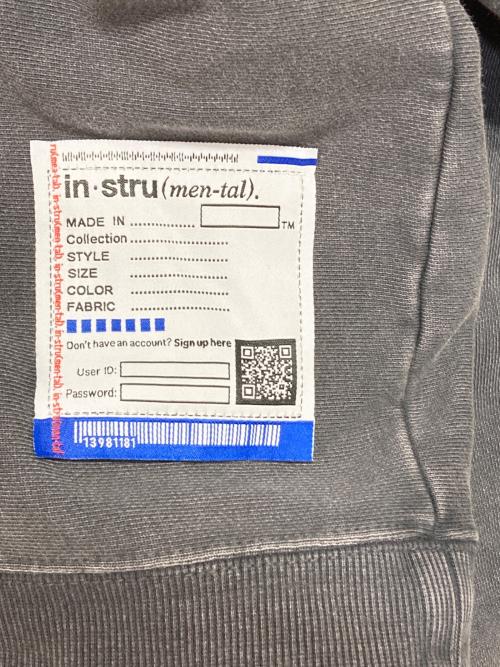 in·stru(men-tal).
MADE IN ...................... TM
Collection ......................
STYLE ......................
SIZE ......................
COLOR ......................
FABRIC ......................
Don't have an account? Sign up here
User ID:
Password:
13981181